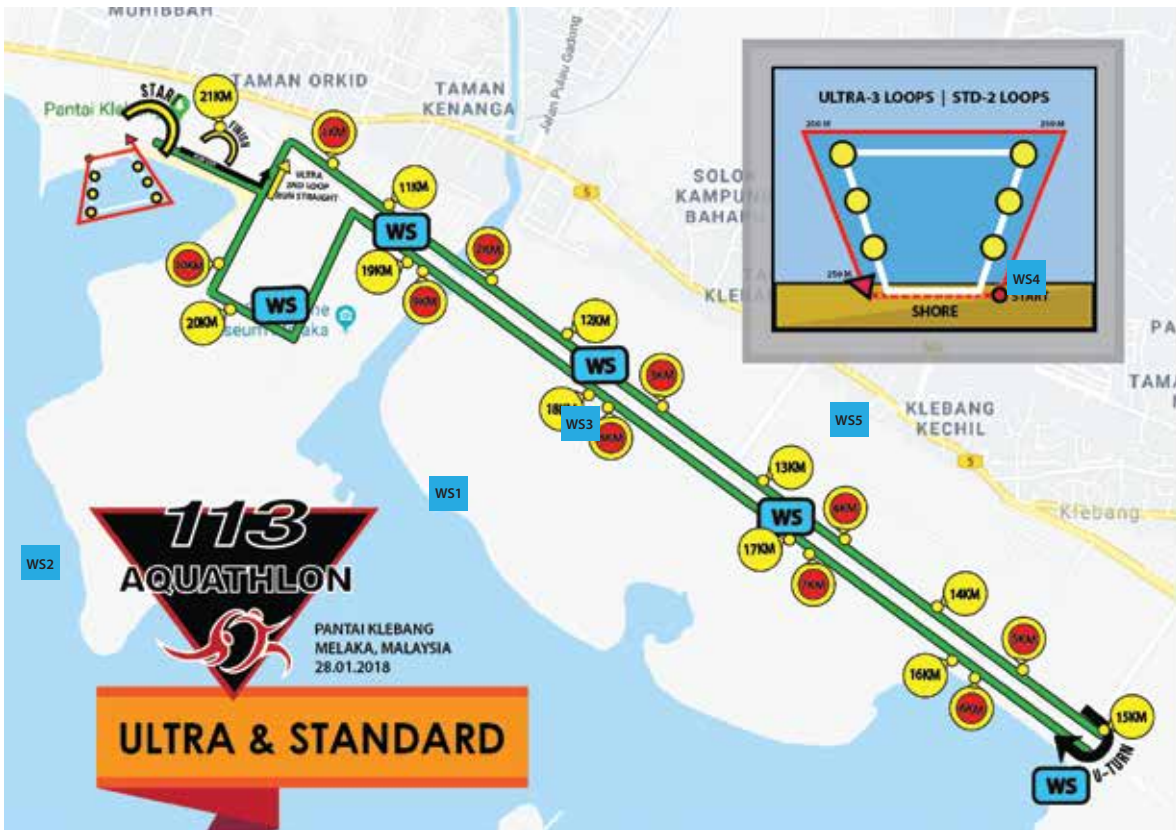 MUHIBBAH
TAMAN ORKID
TAMAN
KENANGA
Jalan Pulau Gadong
START
21KM
FINISH
Pantai
ULTRA
2ND LOOP
RUN STRAIGHT
1KM
11KM
WS
19KM
9KM
2KM
10KM
20KM
WS
12KM
WS
3KM
18KM
WS3
8KM
5
KAMPUNG
BAHARU
ULTRA-3 LOOPS | STD-2 LOOPS
250 M
250 M
250 M
WS4
START
SHORE
WS5
KLEBANG
KECHIL
5
Klebang
13KM
WS
4KM
17KM
7KM
14KM
5KM
16KM
6KM
15KM
U-TURN
WS
WS1
WS2
113
AQUATHLON
PANTAI KLEBANG
MELAKA, MALAYSIA
28.01.2018
ULTRA & STANDARD